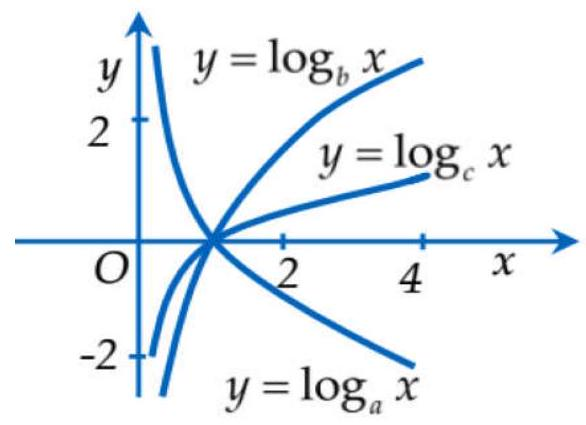 y
y = log_b x
2
y = log_c x
O
2
4
x
-2
y = log_a x